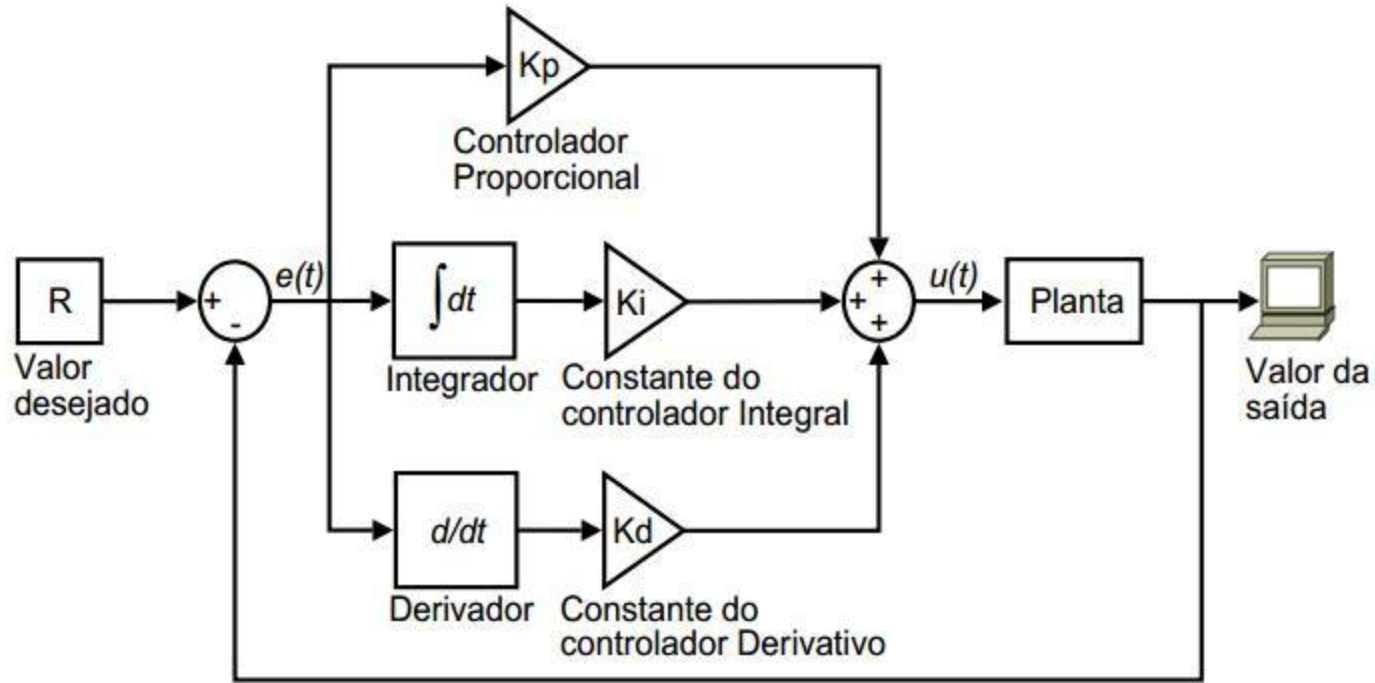 Kp
Controlador
Proporcional
R
Valor
desejado
+
-
e(t)
∫dt
Integrador
Ki
Constante do
controlador Integral
+
+
+
u(t)
Planta
Valor da
saída
d/dt
Derivador
Kd
Constante do
controlador Derivativo